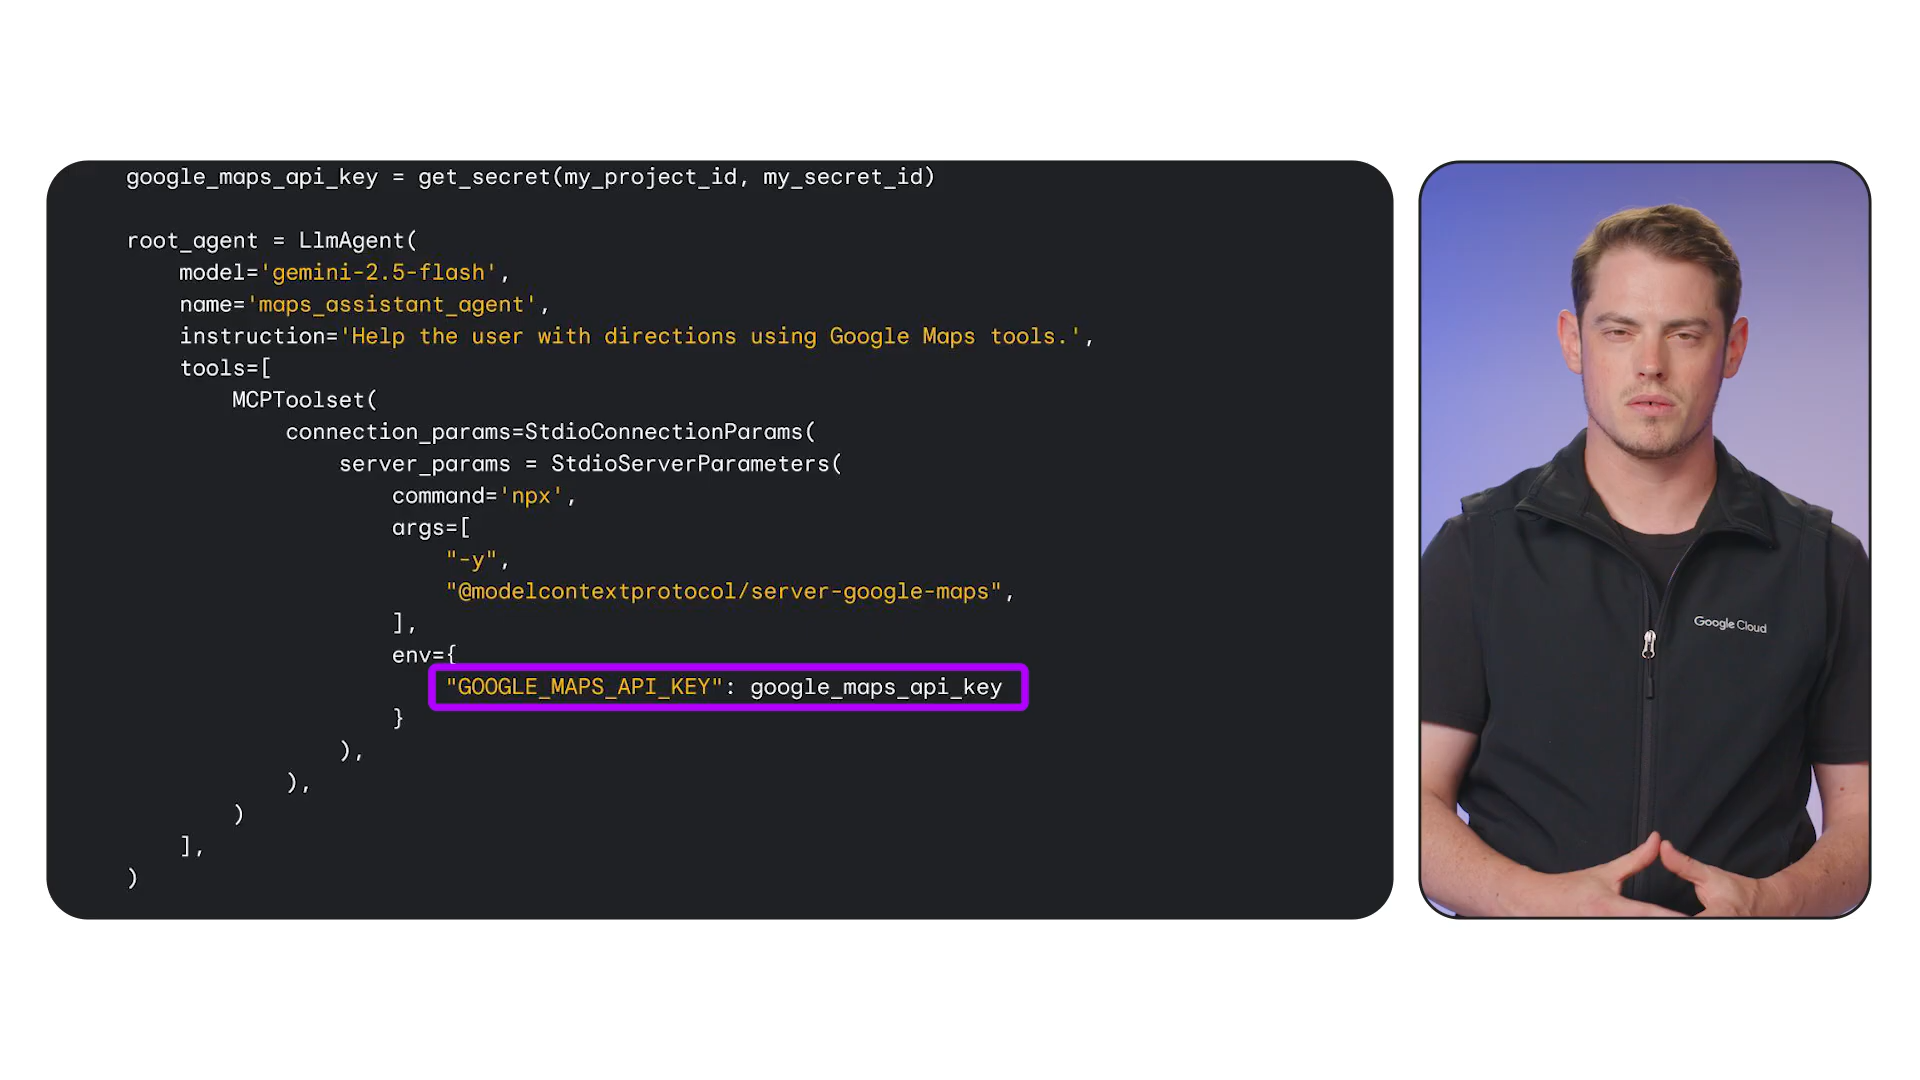 google_maps_api_key = get_secret(my_project_id, my_secret_id)
root_agent = LlmAgent(
model='gemini-2.5-flash',
name='maps_assistant_agent',
instruction='Help the user with directions using Google Maps tools.',
tools=[
MCPToolset(
connection_params=StdioConnectionParams(
server_params = StdioServerParameters(
command='npx',
args=[
"-y",
"@modelcontextprotocol/server-google-maps",
],
env={
"GOOGLE_MAPS_API_KEY": google_maps_api_key
}
),
),
)
],
)
Google Cloud